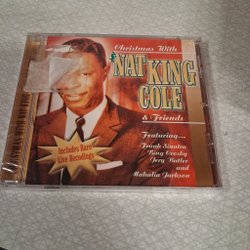 Christmas With
NAT KING
COLE
& Friends
Featuring...
Frank Sinatra
Bing Crosby
Jerry Butler
and
Mahalia Jackson
Includes Rare
Live Recordings